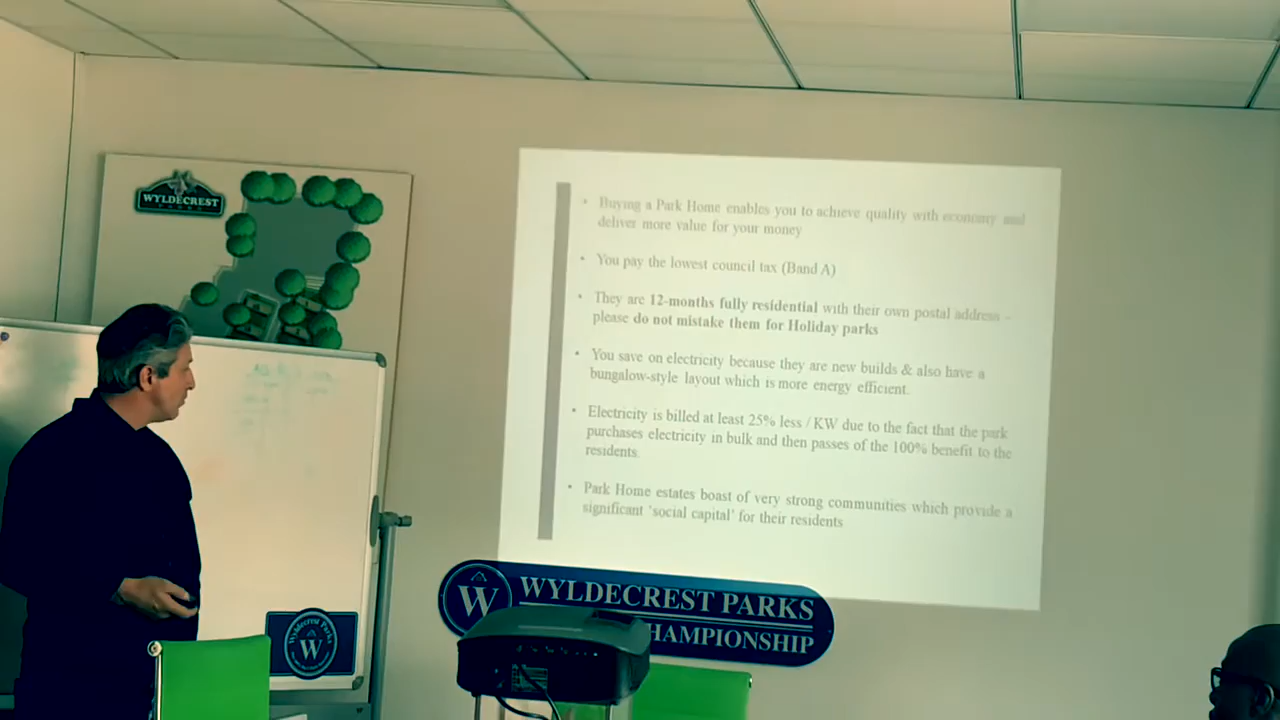 WYLDECREST
PARKS
• Buying a Park Home enables you to achieve quality with economy and
deliver more value for your money
• You pay the lowest council tax (Band A)
• They are 12-months fully residential with their own postal address –
please do not mistake them for Holiday parks
• You save on electricity because they are new builds & also have a
bungalow-style layout which is more energy efficient.
• Electricity is billed at least 25% less / KW due to the fact that the park
purchases electricity in bulk and then passes of the 100% benefit to the
residents.
• Park Home estates boast of very strong communities which provide a
significant ‘social capital’ for their residents
W
WYLDECREST PARKS
HAMPIONSHIP
Wyldecrest Parks
W